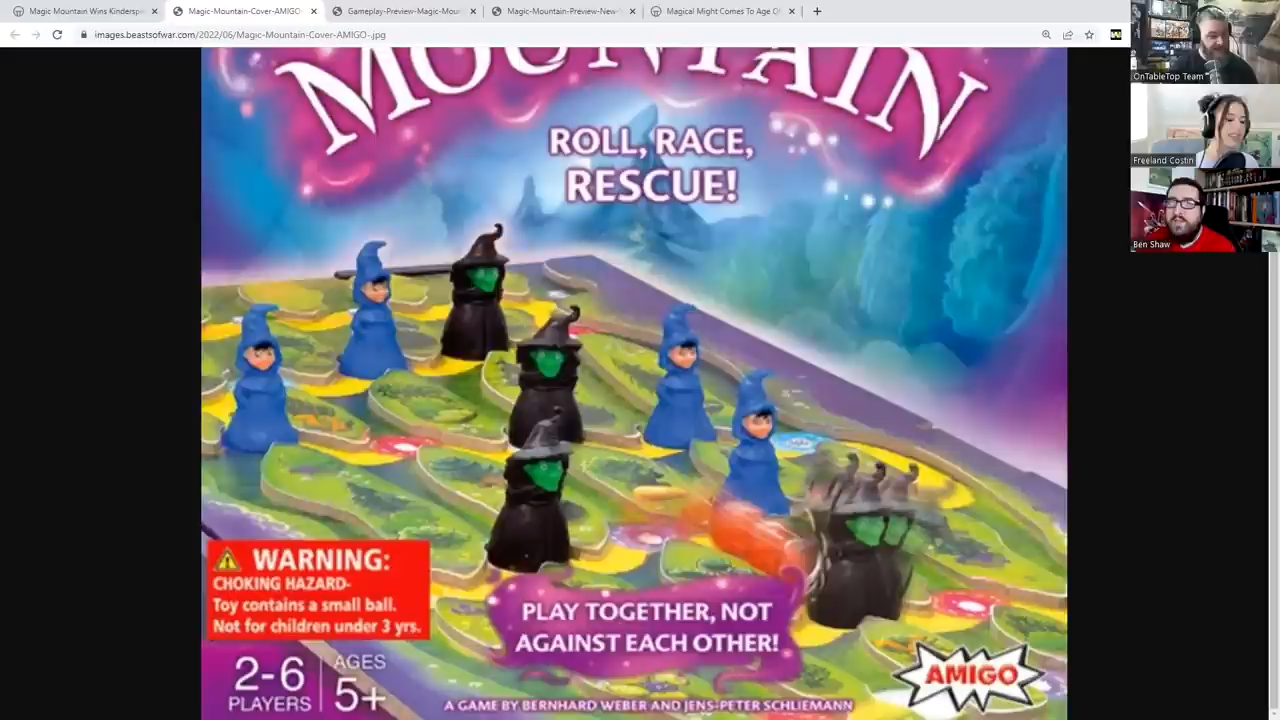 Magic Mountain Wins Kindersp
Magic-Mountain-Cover-AMIGO-
Gameplay-Preview-Magic-Mou
Magic-Mountain-Preview-New-
Magical Might Comes To Age Of
images.beastsofwar.com/2022/06/Magic-Mountain-Cover-AMIGO-.jpg
OnTableTop Team
Freeland Costin
Ben Shaw
MOUNTAIN
ROLL, RACE,
RESCUE!
WARNING:
CHOKING HAZARD-
Toy contains a small ball.
Not for children under 3 yrs.
PLAY TOGETHER, NOT
AGAINST EACH OTHER!
2-6
PLAYERS
AGES
5+
A GAME BY BERNHARD WEBER AND JENS-PETER SCHLIEMANN
AMIGO